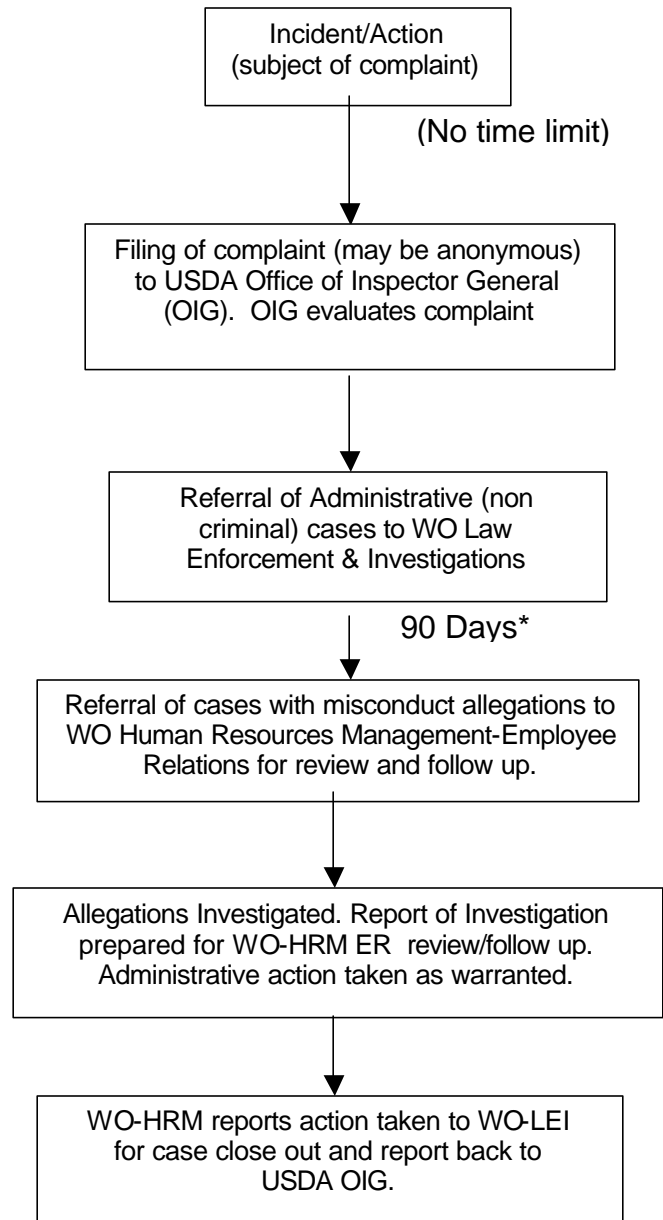 Incident/Action
(subject of complaint)
(No time limit)
Filing of complaint (may be anonymous)
to USDA Office of Inspector General
(OIG).  OIG evaluates complaint
Referral of Administrative (non
criminal) cases to WO Law
Enforcement & Investigations
90 Days*
Referral of cases with misconduct allegations to
WO Human Resources Management-Employee
Relations for review and follow up.
Allegations Investigated. Report of Investigation
prepared for WO-HRM ER  review/follow up.
Administrative action taken as warranted.
WO-HRM reports action taken to WO-LEI
for case close out and report back to
USDA OIG.